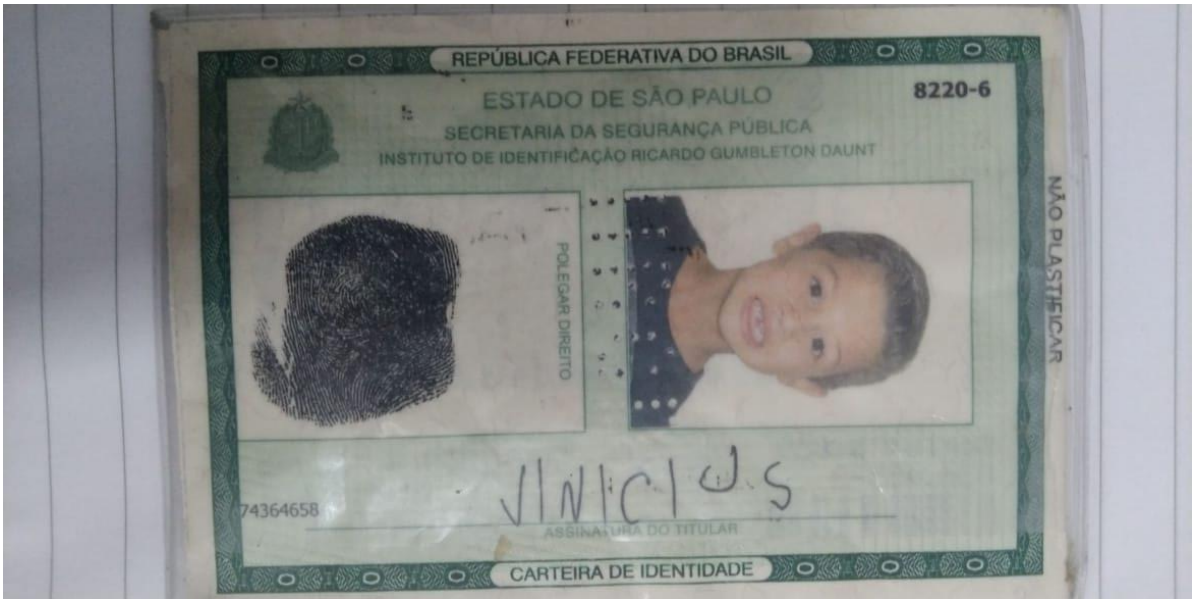 REPÚBLICA FEDERATIVA DO BRASIL
8220-6
ESTADO DE SÃO PAULO
SECRETARIA DA SEGURANÇA PÚBLICA
INSTITUTO DE IDENTIFICAÇÃO RICARDO GUMBLETON DAUNT
NÃO PLASTIFICAR
POLEGAR DIREITO
VINICIUS
74364658
ASSINATURA DO TITULAR
CARTEIRA DE IDENTIDADE